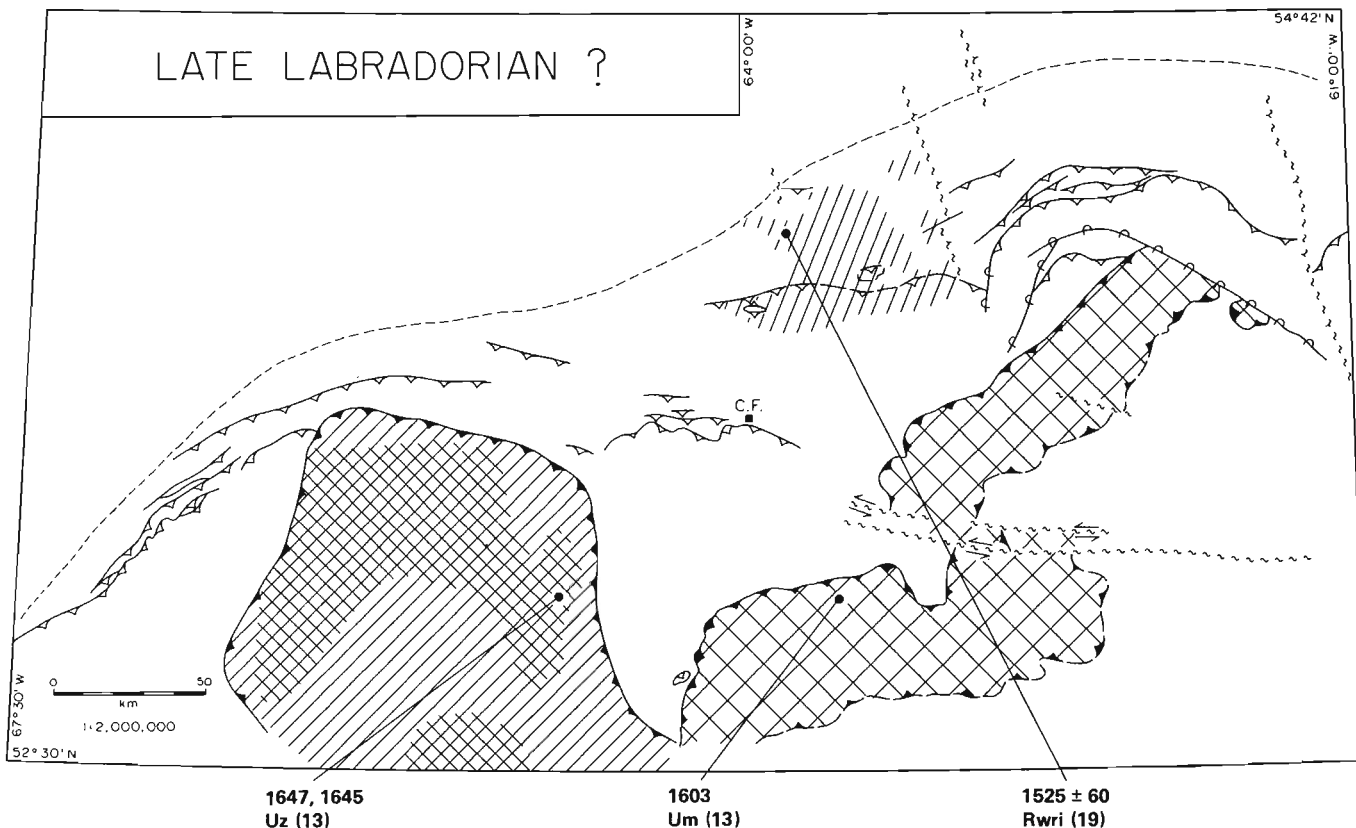 LATE LABRADORIAN ?
64°00' W
54°42' N
61°00' W
C.F.
0 50
km
1:2,000,000
67°30' W
52°30' N
1647, 1645
Uz (13)
1603
Um (13)
1525 ± 60
Rwri (19)